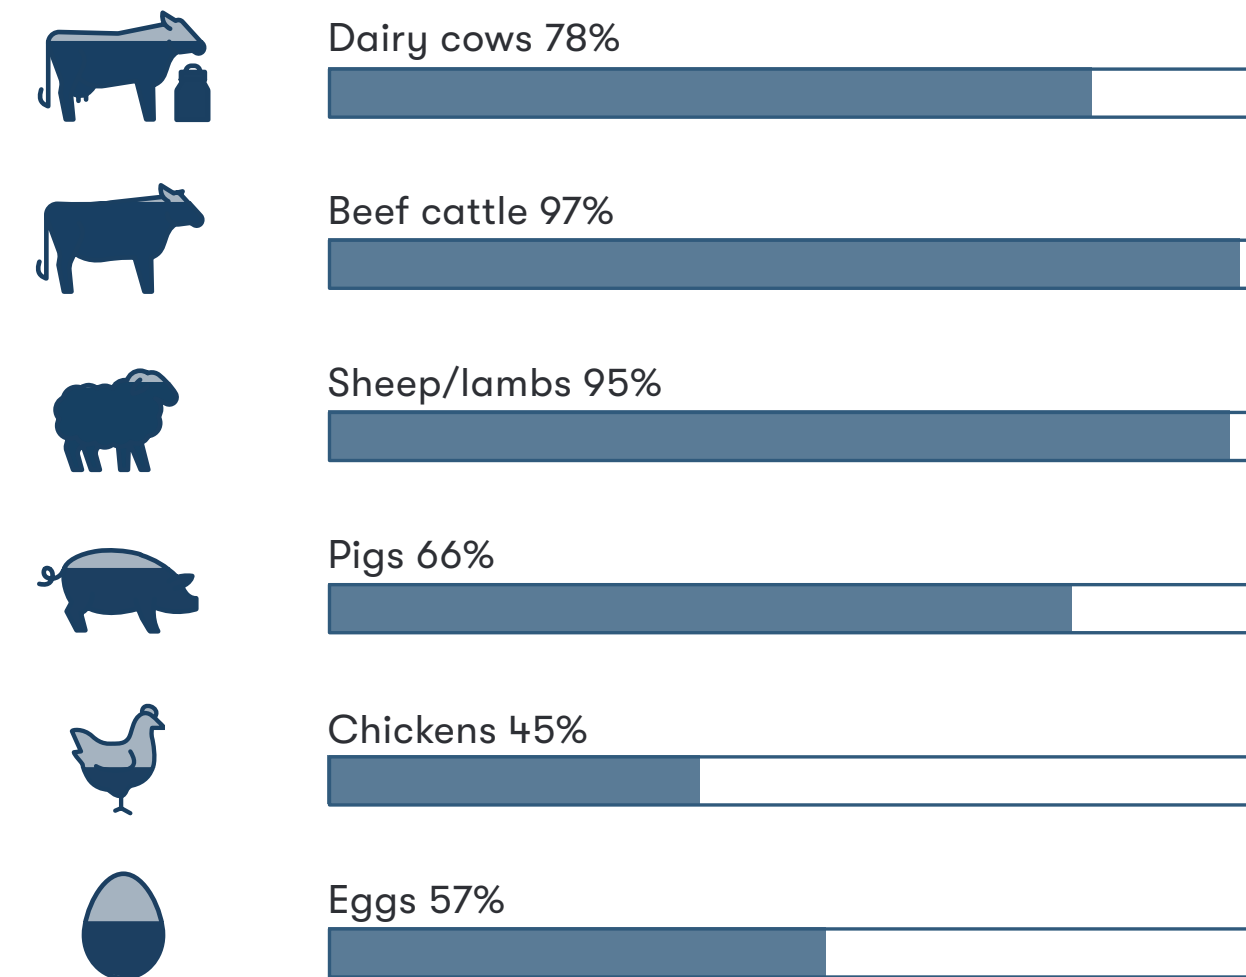 Dairy cows 78%
Beef cattle 97%
Sheep/lambs 95%
Pigs 66%
Chickens 45%
Eggs 57%